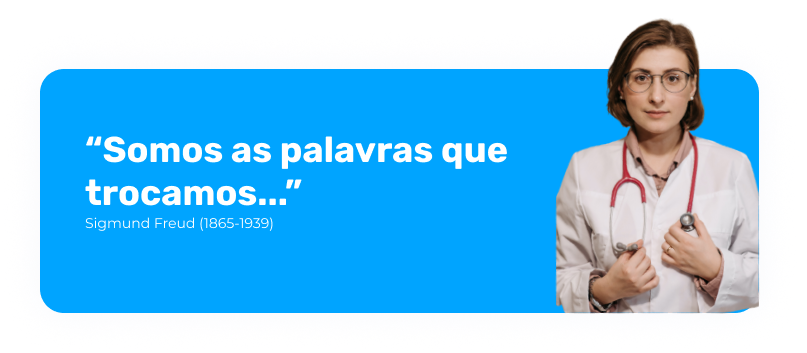 “Somos as palavras que
trocamos...”
Sigmund Freud (1865-1939)